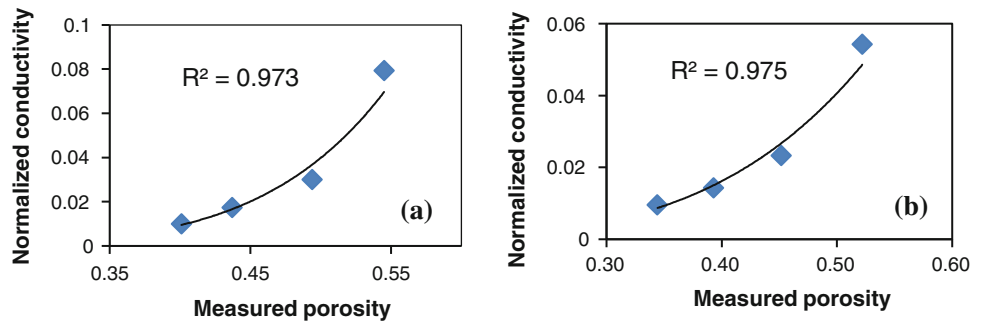 Normalized conductivity
0.1
0.08
0.06
0.04
0.02
0
R² = 0.973
(a)
0.35 0.45 0.55
Measured porosity
Normalized conductivity
0.06
0.04
0.02
0
R² = 0.975
(b)
0.30 0.40 0.50 0.60
Measured porosity